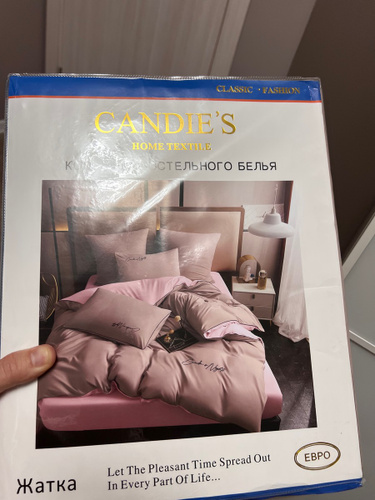 CLASSIC • FASHION
CANDIE'S
HOME TEXTILE
БЕЛЬЯ
Жатка
Let The Pleasant Time Spread Out
In Every Part Of Life...
ЕВРО